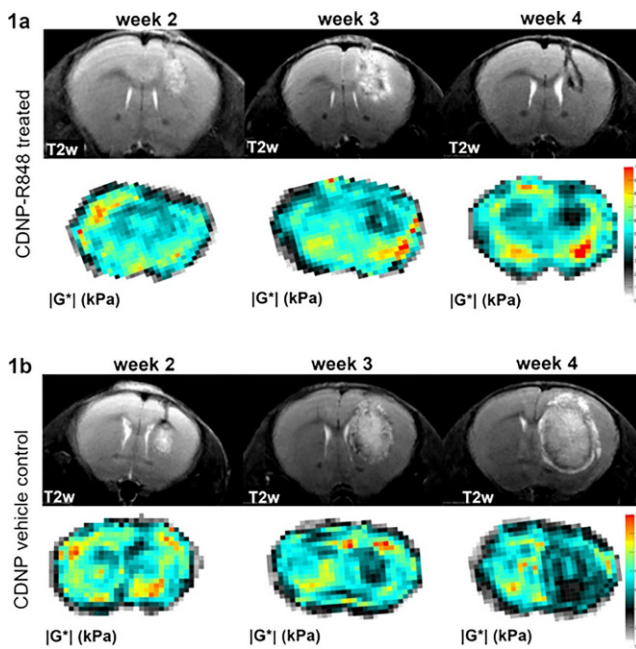 1a
week 2
week 3
week 4
CDNP-R848 treated
T2w
T2w
T2w
|G*| (kPa)
|G*| (kPa)
|G*| (kPa)
1b
week 2
week 3
week 4
CDNP vehicle control
T2w
T2w
T2w
|G*| (kPa)
|G*| (kPa)
|G*| (kPa)